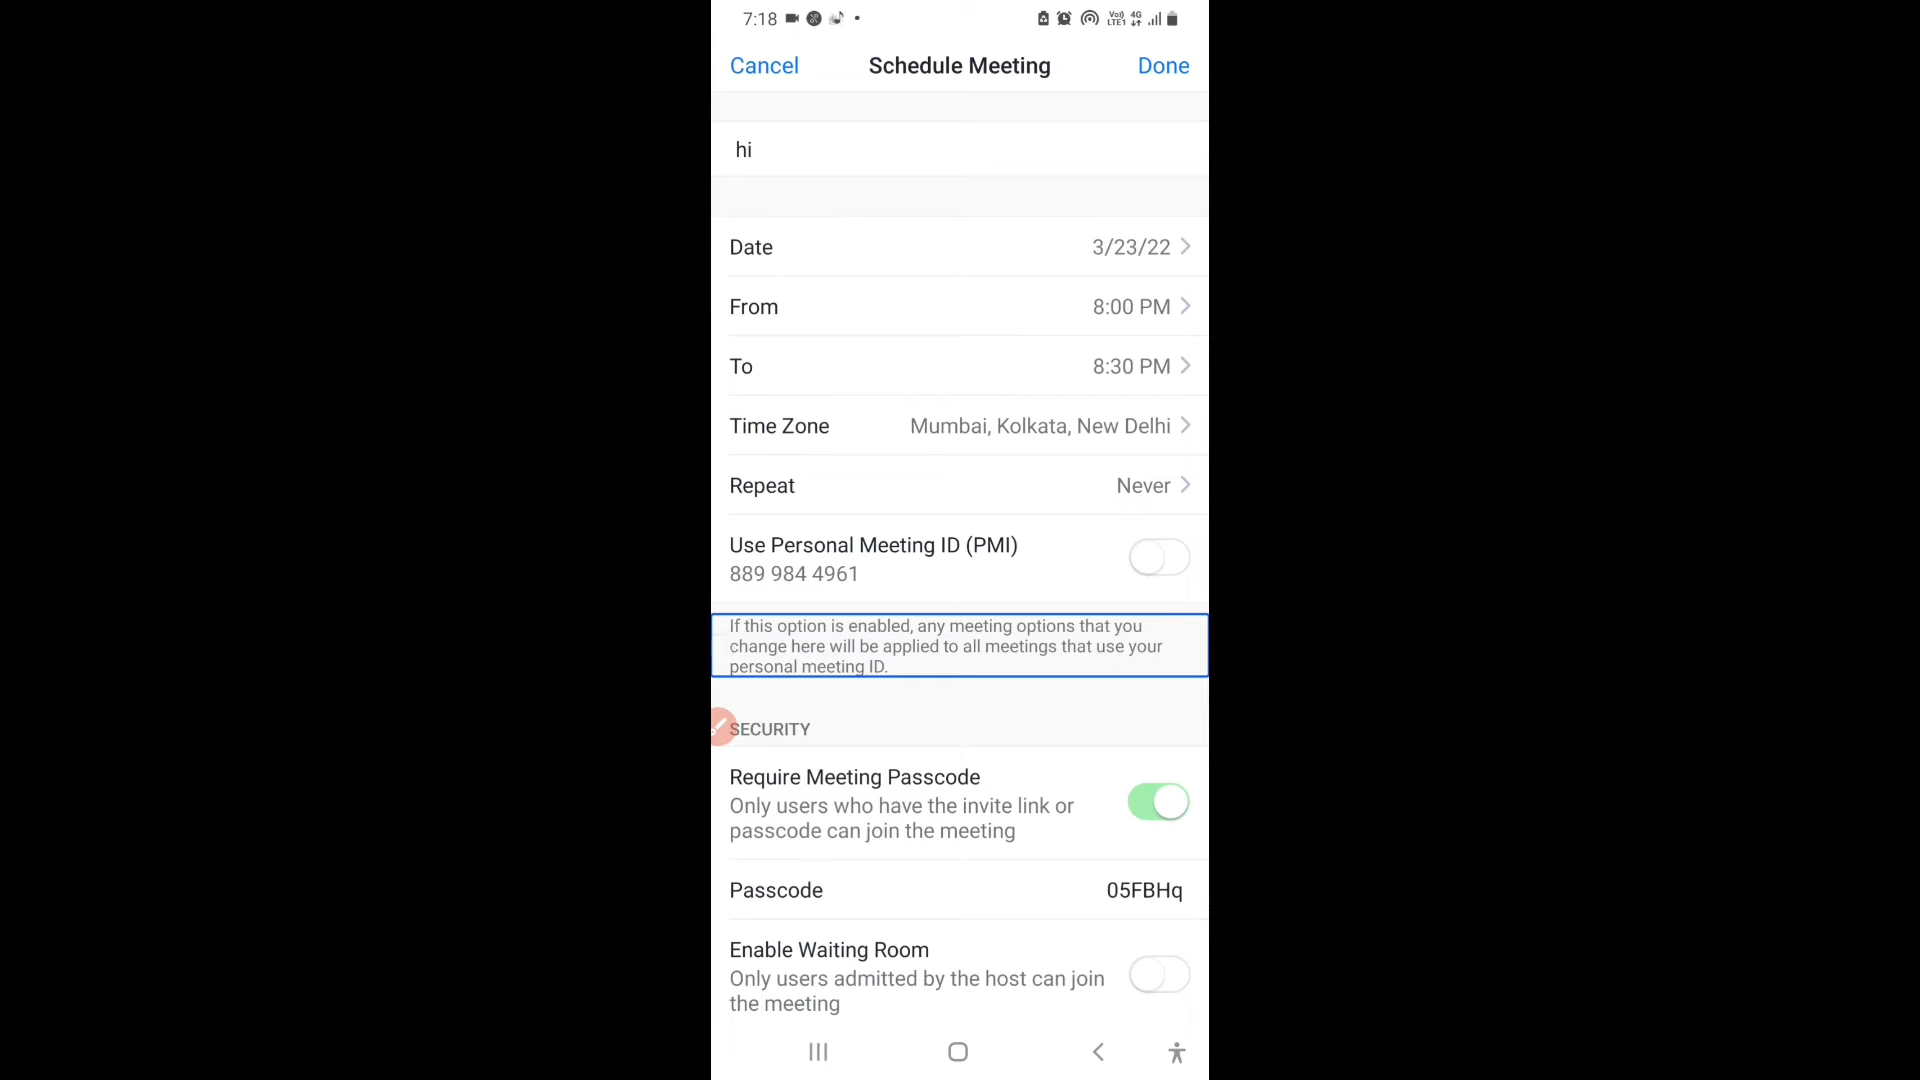 7:18
Vo)) 4G
LTE1
Cancel Schedule Meeting Done
hi
Date 3/23/22
From 8:00 PM
To 8:30 PM
Time Zone Mumbai, Kolkata, New Delhi
Repeat Never
Use Personal Meeting ID (PMI)
889 984 4961
If this option is enabled, any meeting options that you
change here will be applied to all meetings that use your
personal meeting ID.
SECURITY
Require Meeting Passcode
Only users who have the invite link or
passcode can join the meeting
Passcode 05FBHq
Enable Waiting Room
Only users admitted by the host can join
the meeting